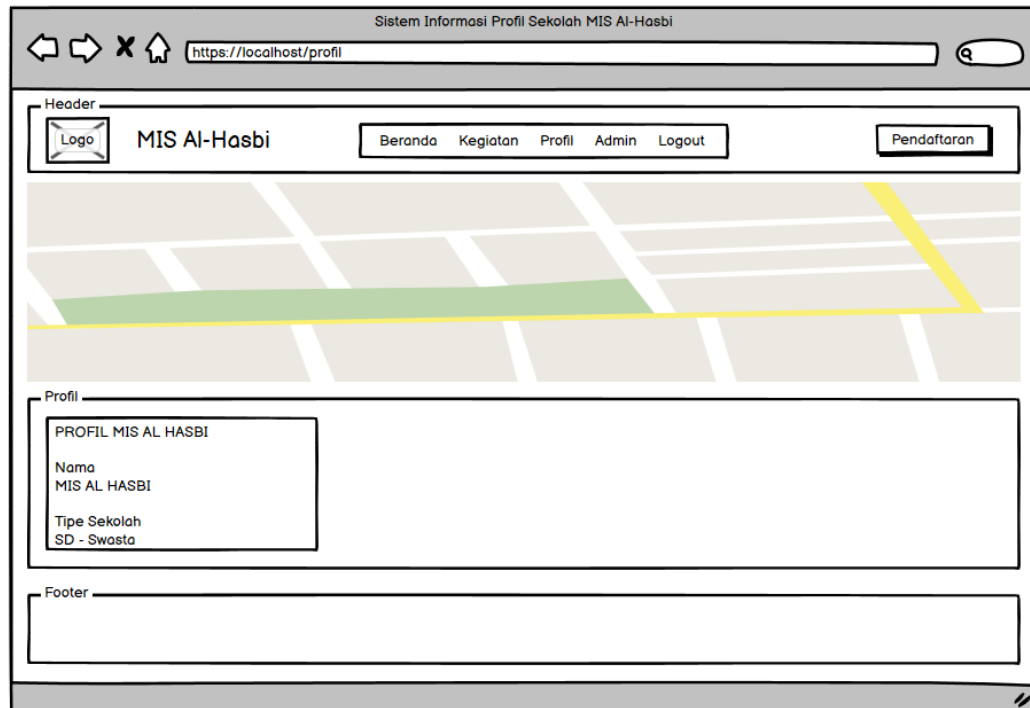 Sistem Informasi Profil Sekolah MIS Al-Hasbi
https://localhost/profil
Header
Logo
MIS Al-Hasbi
Beranda Kegiatan Profil Admin Logout
Pendaftaran
Profil
PROFIL MIS AL HASBI
Nama
MIS AL HASBI
Tipe Sekolah
SD - Swasta
Footer